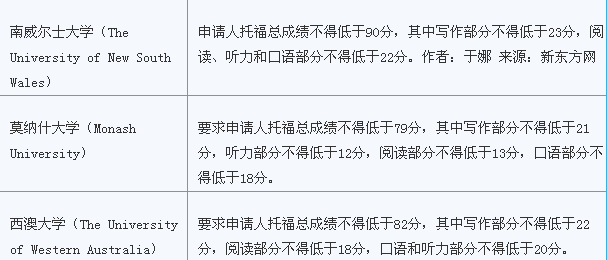 南威尔士大学（The
University of New South
Wales）
申请人托福总成绩不得低于90分，其中写作部分不得低于23分，阅
读、听力和口语部分不得低于22分。作者：于娜 来源：新东方网
莫纳什大学（Monash
University）
要求申请人托福总成绩不得低于79分，其中写作部分不得低于21
分，听力部分不得低于12分，阅读部分不得低于13分，口语部分不
得低于18分。
西澳大学（The University
of Western Australia）
要求申请人托福总成绩不得低于82分，其中写作部分不得低于22
分，阅读部分不得低于18分，口语和听力部分不得低于20分。